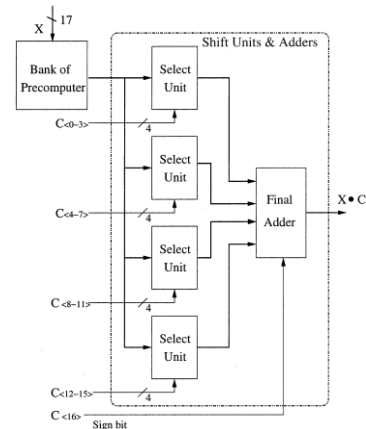 17
X
Shift Units & Adders
Bank of
Precomputer
Select
Unit
C<0-3>
4
Select
Unit
C<4-7>
4
Final
Adder
X • C
Select
Unit
C<8-11>
4
Select
Unit
C<12-15>
4
C<16>
Sign bit